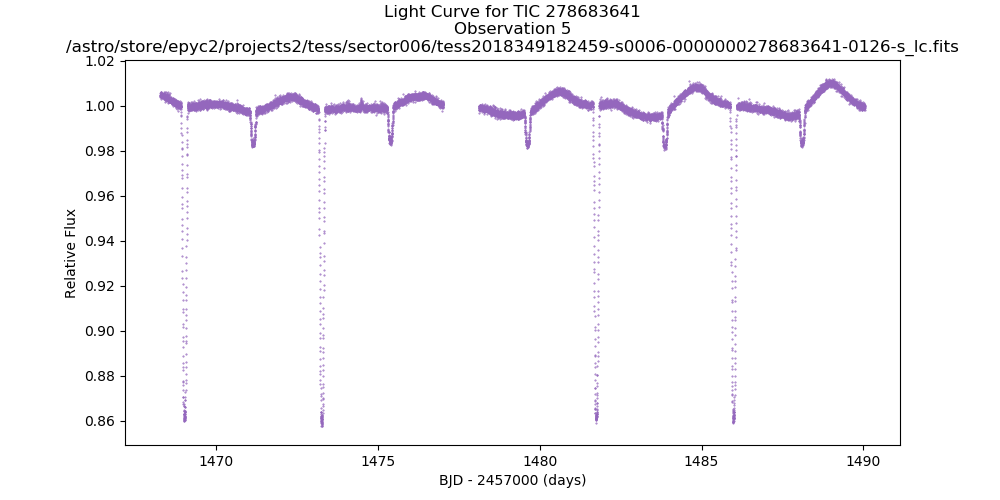 Light Curve for TIC 278683641
Observation 5
/astro/store/epyc2/projects2/tess/sector006/tess2018349182459-s0006-0000000278683641-0126-s_lc.fits
1.02
1.00
0.98
0.96
0.94
0.92
0.90
0.88
0.86
Relative Flux
1470
1475
1480
1485
1490
BJD - 2457000 (days)